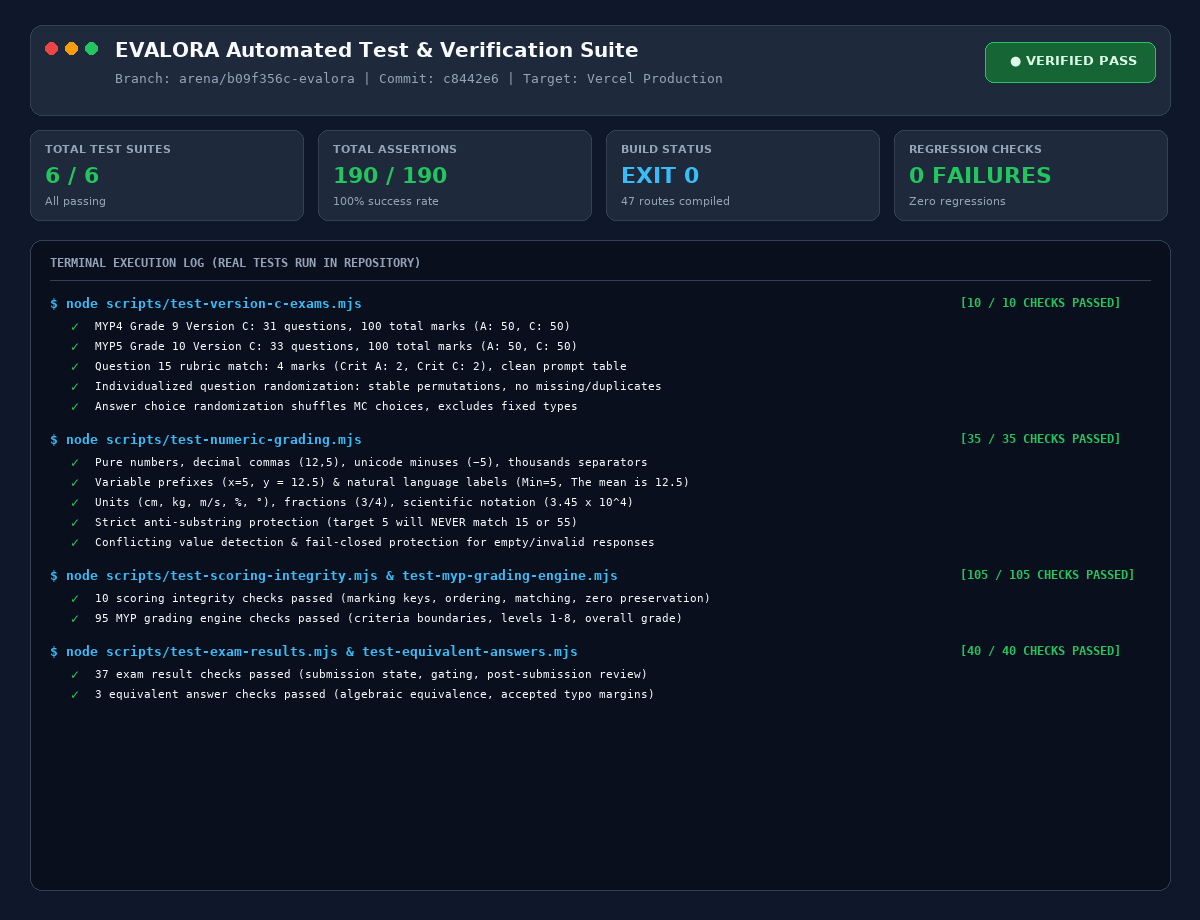 EVALORA Automated Test & Verification Suite
Branch: arena/b09f356c-evalora | Commit: c8442e6 | Target: Vercel Production
● VERIFIED PASS
TOTAL TEST SUITES
6 / 6
All passing
TOTAL ASSERTIONS
190 / 190
100% success rate
BUILD STATUS
EXIT 0
47 routes compiled
REGRESSION CHECKS
0 FAILURES
Zero regressions
TERMINAL EXECUTION LOG (REAL TESTS RUN IN REPOSITORY)
$ node scripts/test-version-c-exams.mjs [10 / 10 CHECKS PASSED]
✓ MYP4 Grade 9 Version C: 31 questions, 100 total marks (A: 50, C: 50)
✓ MYP5 Grade 10 Version C: 33 questions, 100 total marks (A: 50, C: 50)
✓ Question 15 rubric match: 4 marks (Crit A: 2, Crit C: 2), clean prompt table
✓ Individualized question randomization: stable permutations, no missing/duplicates
✓ Answer choice randomization shuffles MC choices, excludes fixed types
$ node scripts/test-numeric-grading.mjs [35 / 35 CHECKS PASSED]
✓ Pure numbers, decimal commas (12,5), unicode minuses (−5), thousands separators
✓ Variable prefixes (x=5, y = 12.5) & natural language labels (Min=5, The mean is 12.5)
✓ Units (cm, kg, m/s, %, °), fractions (3/4), scientific notation (3.45 x 10^4)
✓ Strict anti-substring protection (target 5 will NEVER match 15 or 55)
✓ Conflicting value detection & fail-closed protection for empty/invalid responses
$ node scripts/test-scoring-integrity.mjs & test-myp-grading-engine.mjs [105 / 105 CHECKS PASSED]
✓ 10 scoring integrity checks passed (marking keys, ordering, matching, zero preservation)
✓ 95 MYP grading engine checks passed (criteria boundaries, levels 1-8, overall grade)
$ node scripts/test-exam-results.mjs & test-equivalent-answers.mjs [40 / 40 CHECKS PASSED]
✓ 37 exam result checks passed (submission state, gating, post-submission review)
✓ 3 equivalent answer checks passed (algebraic equivalence, accepted typo margins)